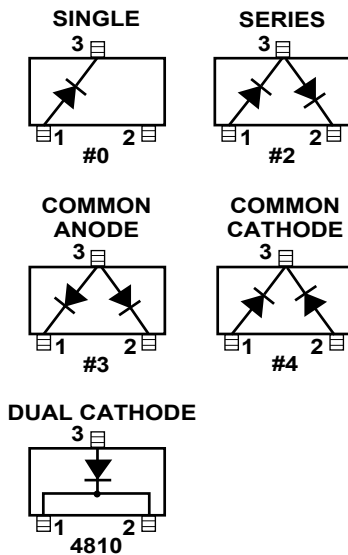 SINGLE
3
1 2
#0
SERIES
3
1 2
#2
COMMON
ANODE
3
1 2
#3
COMMON
CATHODE
3
1 2
#4
DUAL CATHODE
3
1 2
4810